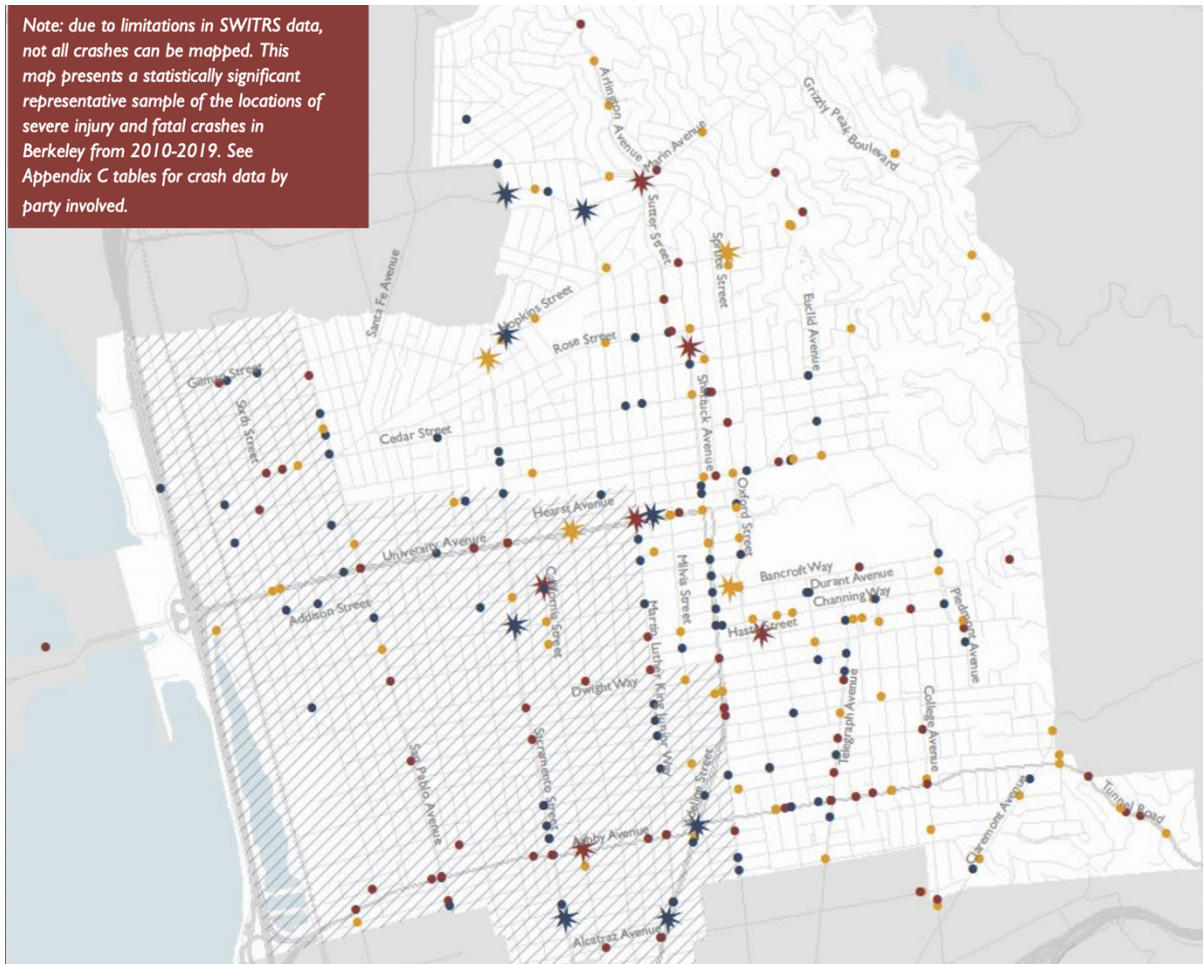 Note: due to limitations in SWITRS data,
not all crashes can be mapped. This
map presents a statistically significant
representative sample of the locations of
severe injury and fatal crashes in
Berkeley from 2010-2019. See
Appendix C tables for crash data by
party involved.
Arlington Avenue
Grizzly Peak Boulevard
Marin Avenue
Sutter Street
Spruce Street
Santa Fe Avenue
Hopkins Street
Euclid Avenue
Rose Street
Gilman Street
Shattuck Avenue
Sixth Street
Cedar Street
Oxford Street
Hearst Avenue
University Avenue
Bancroft Way
Milvia Street
California Street
Durant Avenue
Channing Way
Addison Street
Piedmont Avenue
Martin Luther King Junior Way
Haste Street
Dwight Way
Telegraph Avenue
College Avenue
San Pablo Avenue
Sacramento Street
Adeline Street
Claremont Avenue
Tunnel Road
Ashby Avenue
Alcatraz Avenue